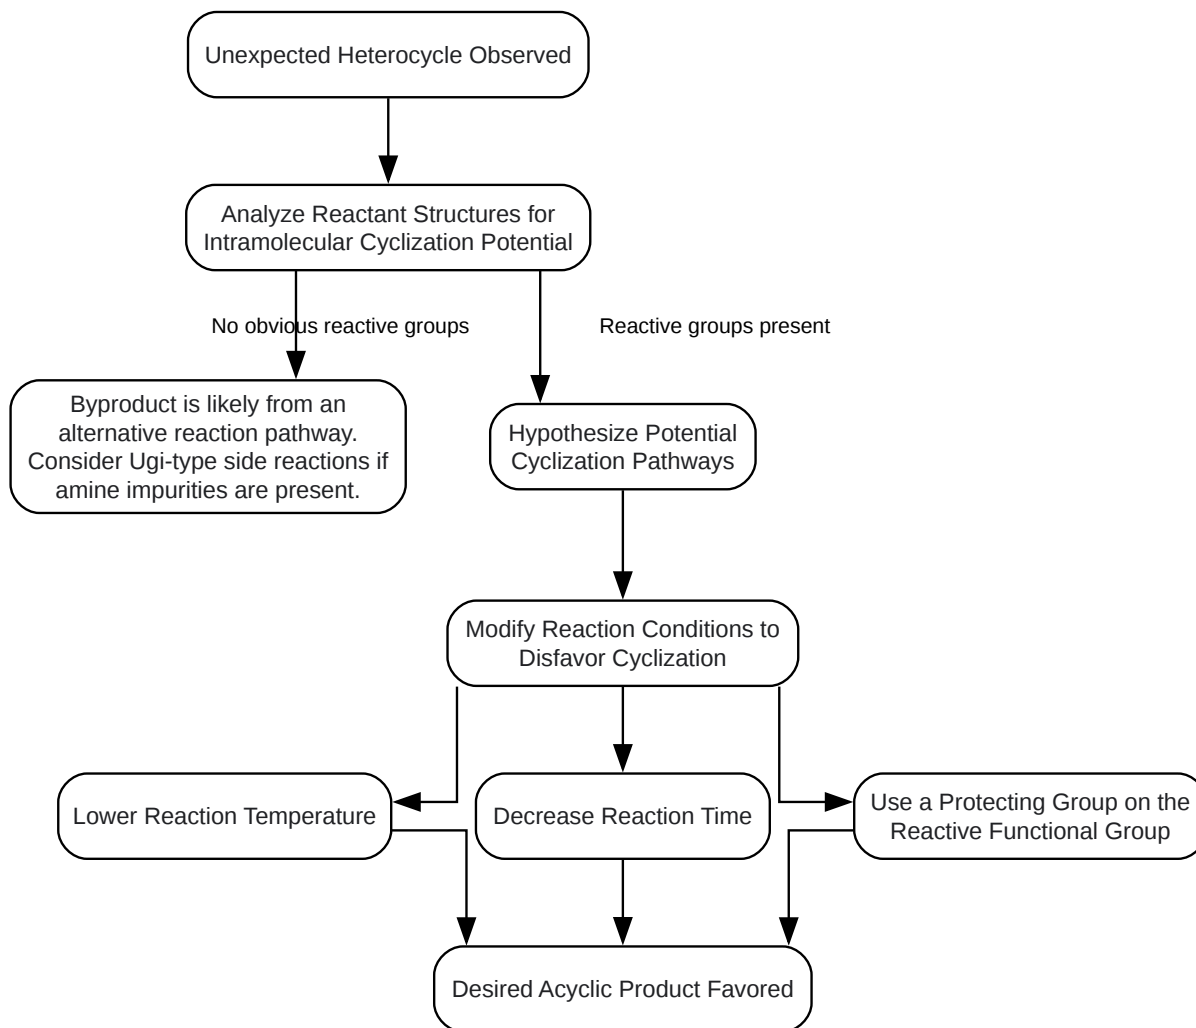 Unexpected Heterocycle Observed
Analyze Reactant Structures for
Intramolecular Cyclization Potential
No obvious reactive groups
Reactive groups present
Byproduct is likely from an
alternative reaction pathway.
Consider Ugi-type side reactions if
amine impurities are present.
Hypothesize Potential
Cyclization Pathways
Modify Reaction Conditions to
Disfavor Cyclization
Lower Reaction Temperature
Decrease Reaction Time
Use a Protecting Group on the
Reactive Functional Group
Desired Acyclic Product Favored